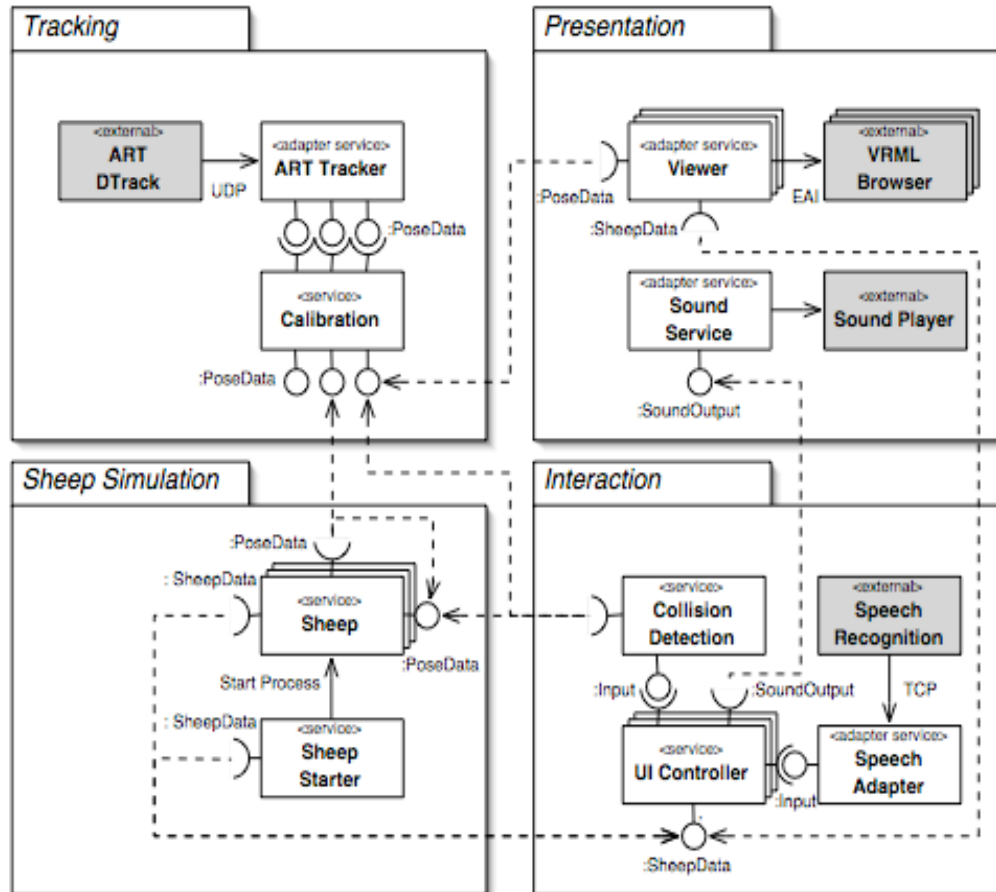 Tracking
<external>
ART
DTrack
UDP
<adapter service>
ART Tracker
:PoseData
<service>
Calibration
:PoseData
Presentation
<adapter service>
Viewer
:PoseData
EAI
<external>
VRML
Browser
:SheepData
<adapter service>
Sound
Service
<external>
Sound Player
:SoundOutput
Sheep Simulation
:PoseData
: SheepData
<service>
Sheep
:PoseData
Start Process
: SheepData
<service>
Sheep
Starter
Interaction
<service>
Collision
Detection
<external>
Speech
Recognition
:Input
:SoundOutput
TCP
<service>
UI Controller
<adapter service>
Speech
Adapter
:Input
:SheepData